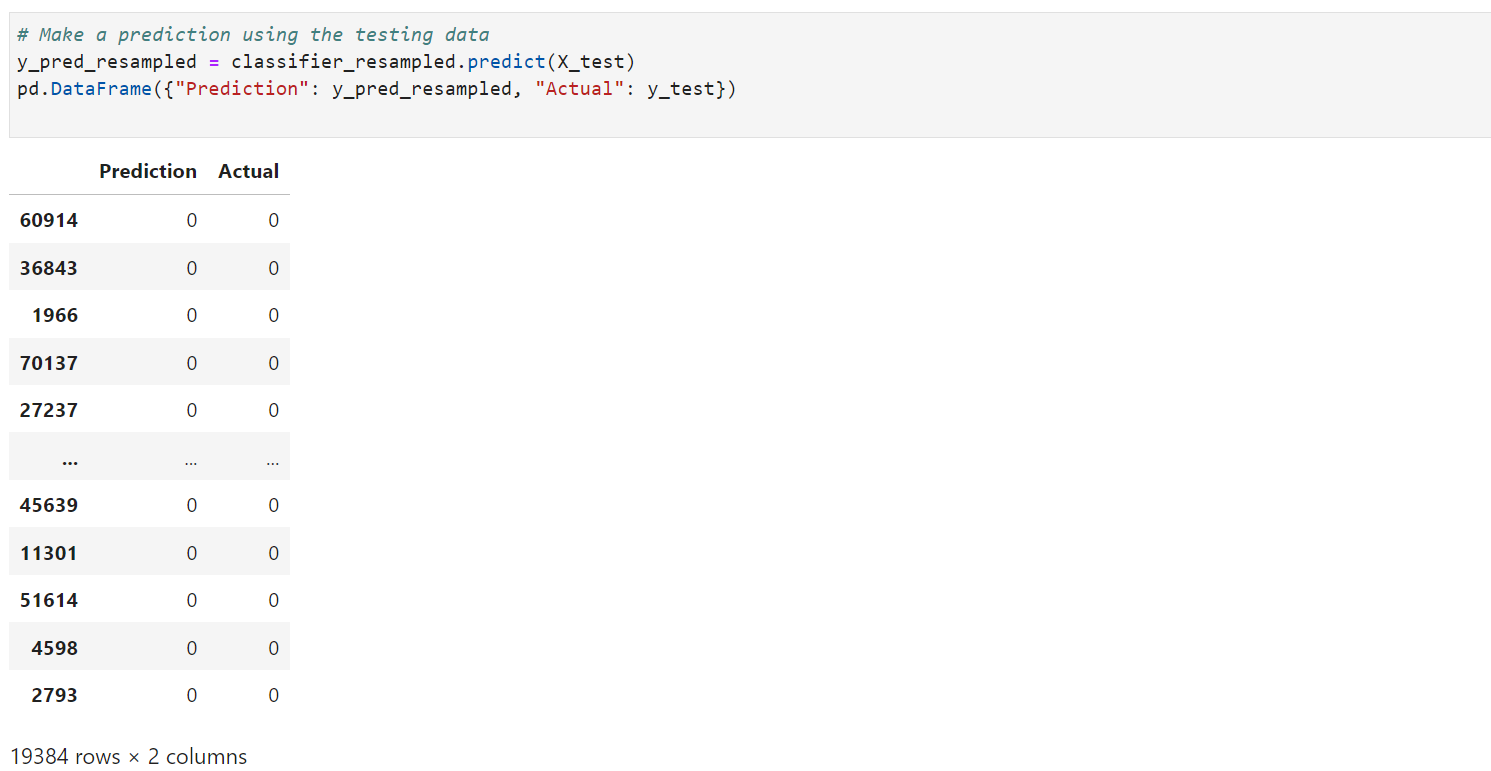 # Make a prediction using the testing data
y_pred_resampled = classifier_resampled.predict(X_test)
pd.DataFrame({"Prediction": y_pred_resampled, "Actual": y_test})
Prediction Actual
60914 0 0
36843 0 0
1966 0 0
70137 0 0
27237 0 0
... ... ...
45639 0 0
11301 0 0
51614 0 0
4598 0 0
2793 0 0
19384 rows × 2 columns